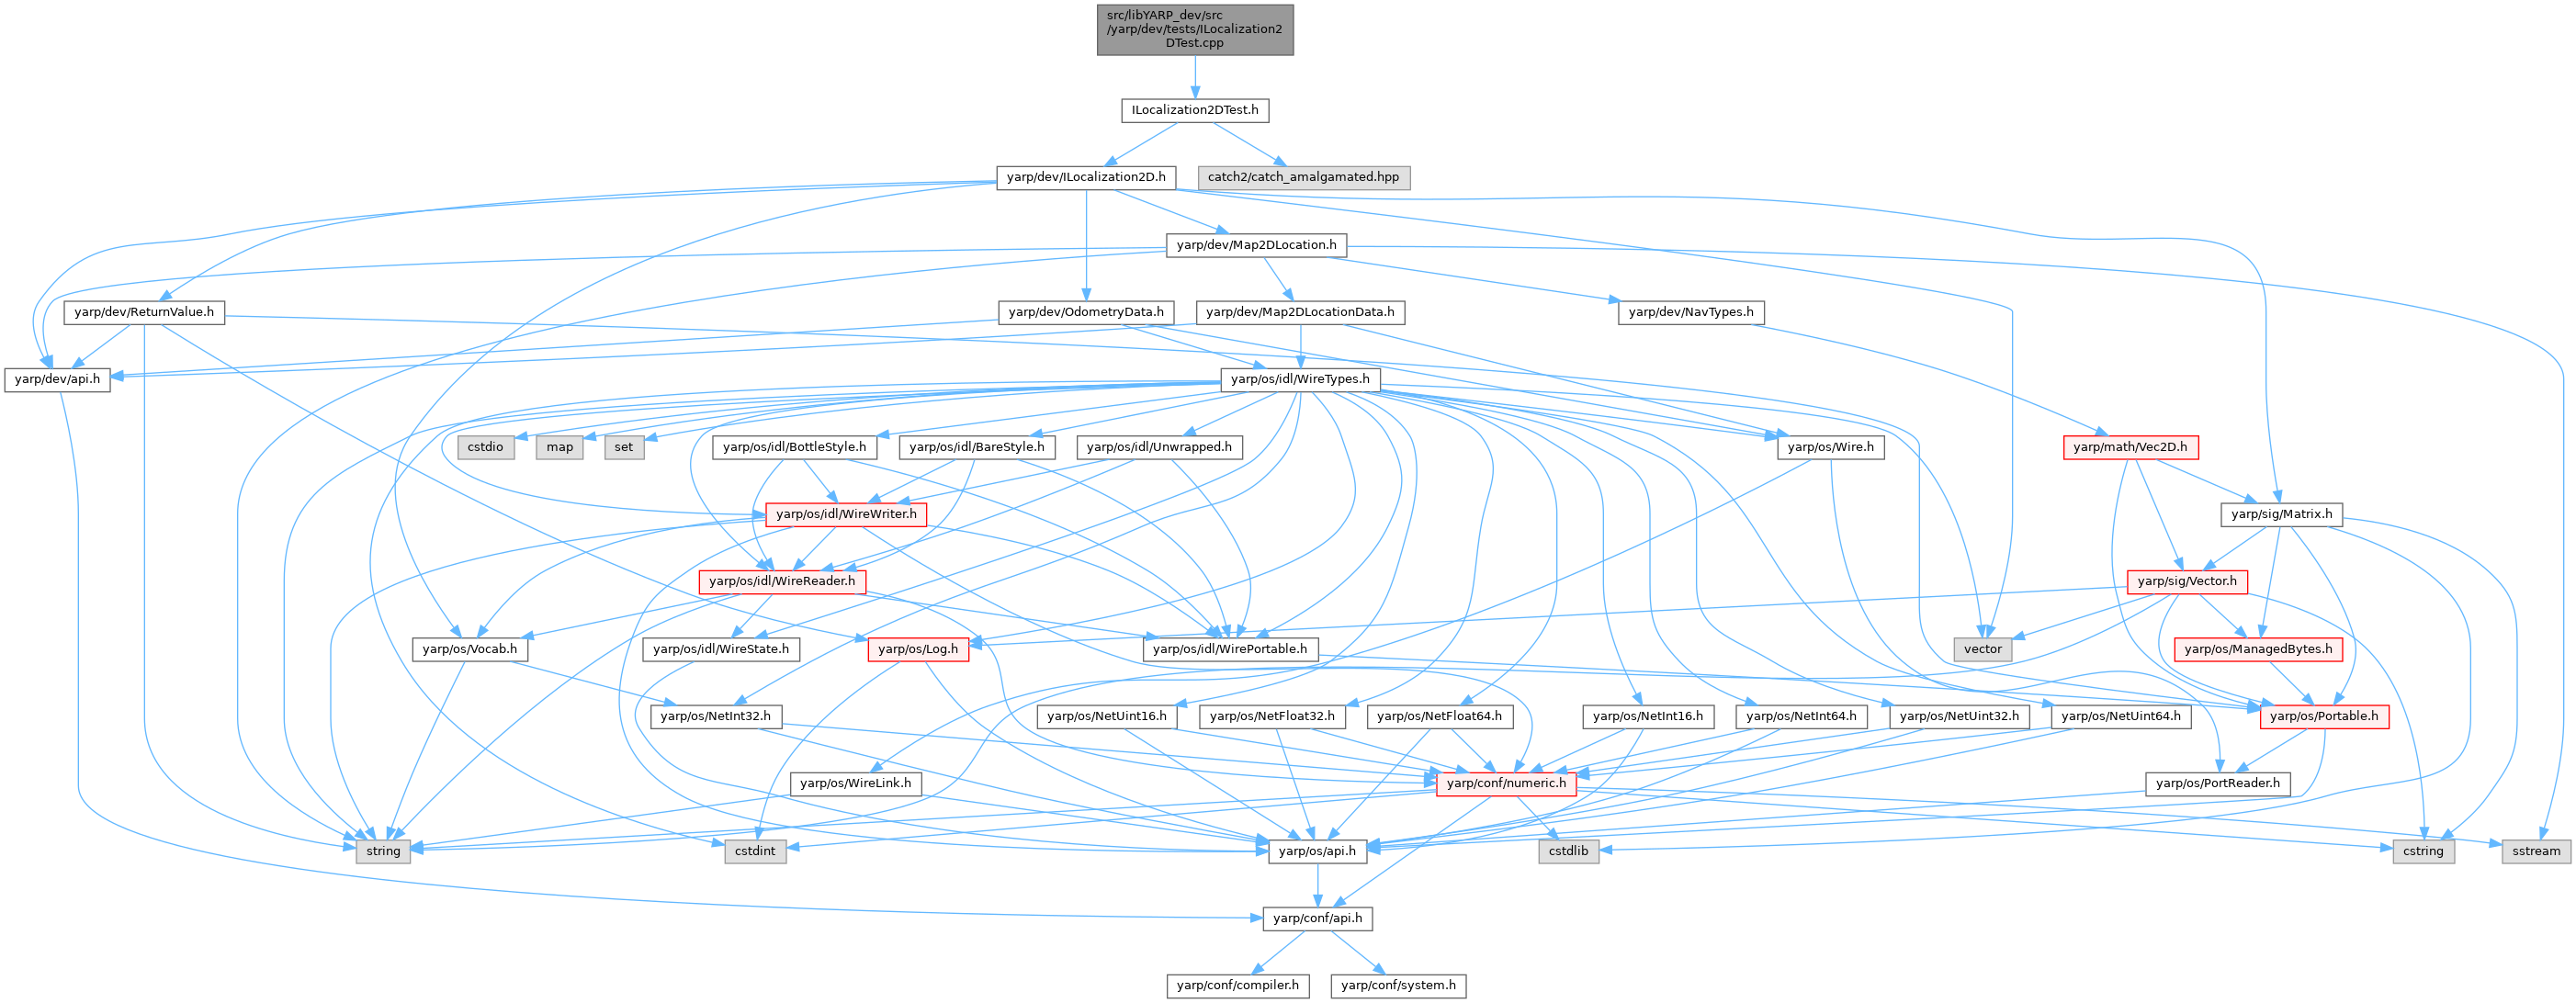 src/libYARP_dev/src
/yarp/dev/tests/ILocalization2
DTest.cpp
ILocalization2DTest.h
yarp/dev/ILocalization2D.h
catch2/catch_amalgamated.hpp
yarp/dev/Map2DLocation.h
yarp/dev/ReturnValue.h
yarp/dev/OdometryData.h
yarp/dev/Map2DLocationData.h
yarp/dev/NavTypes.h
yarp/dev/api.h
yarp/os/idl/WireTypes.h
cstdio
map
set
yarp/os/idl/BottleStyle.h
yarp/os/idl/BareStyle.h
yarp/os/idl/Unwrapped.h
yarp/os/Wire.h
yarp/math/Vec2D.h
yarp/os/idl/WireWriter.h
yarp/sig/Matrix.h
yarp/os/idl/WireReader.h
yarp/sig/Vector.h
yarp/os/Vocab.h
yarp/os/idl/WireState.h
yarp/os/Log.h
yarp/os/idl/WirePortable.h
vector
yarp/os/ManagedBytes.h
yarp/os/NetInt32.h
yarp/os/NetUint16.h
yarp/os/NetFloat32.h
yarp/os/NetFloat64.h
yarp/os/NetInt16.h
yarp/os/NetInt64.h
yarp/os/NetUint32.h
yarp/os/NetUint64.h
yarp/os/Portable.h
yarp/os/WireLink.h
yarp/conf/numeric.h
yarp/os/PortReader.h
string
cstdint
yarp/os/api.h
cstdlib
cstring
sstream
yarp/conf/api.h
yarp/conf/compiler.h
yarp/conf/system.h